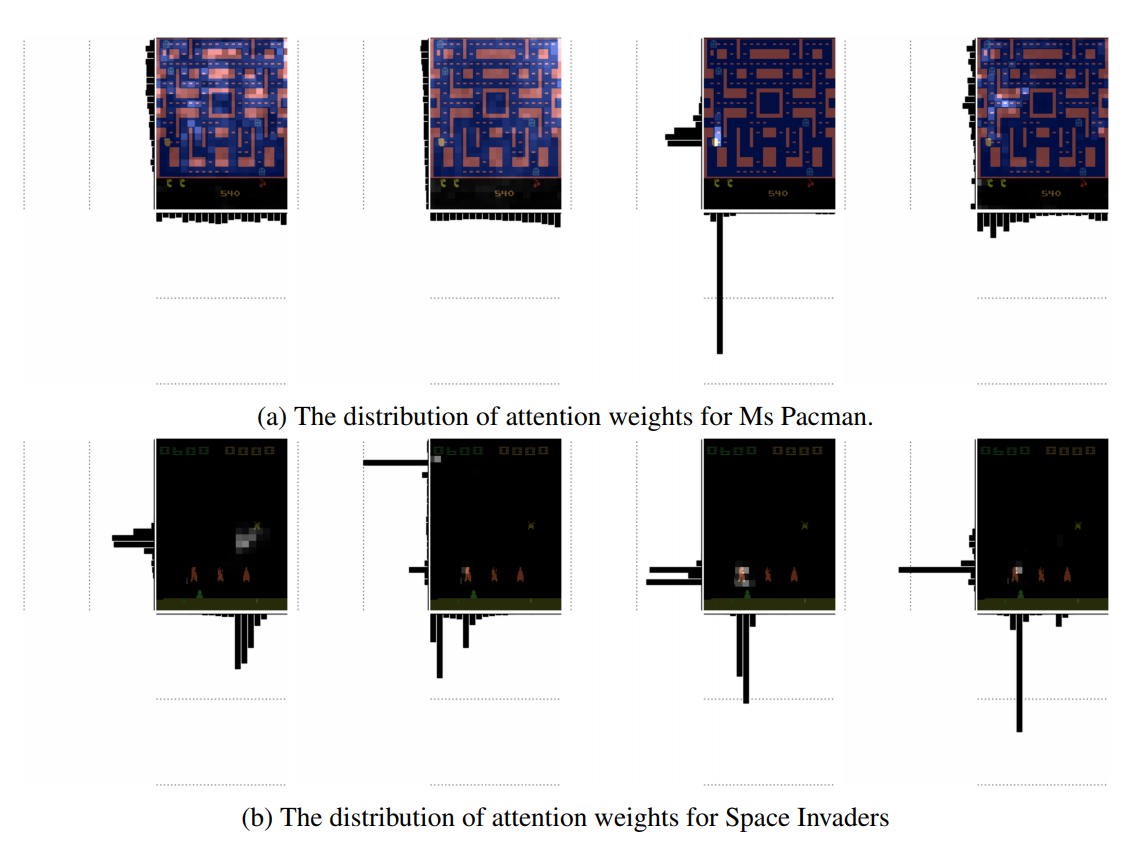 540 540 540 540
(a) The distribution of attention weights for Ms Pacman.
(b) The distribution of attention weights for Space Invaders